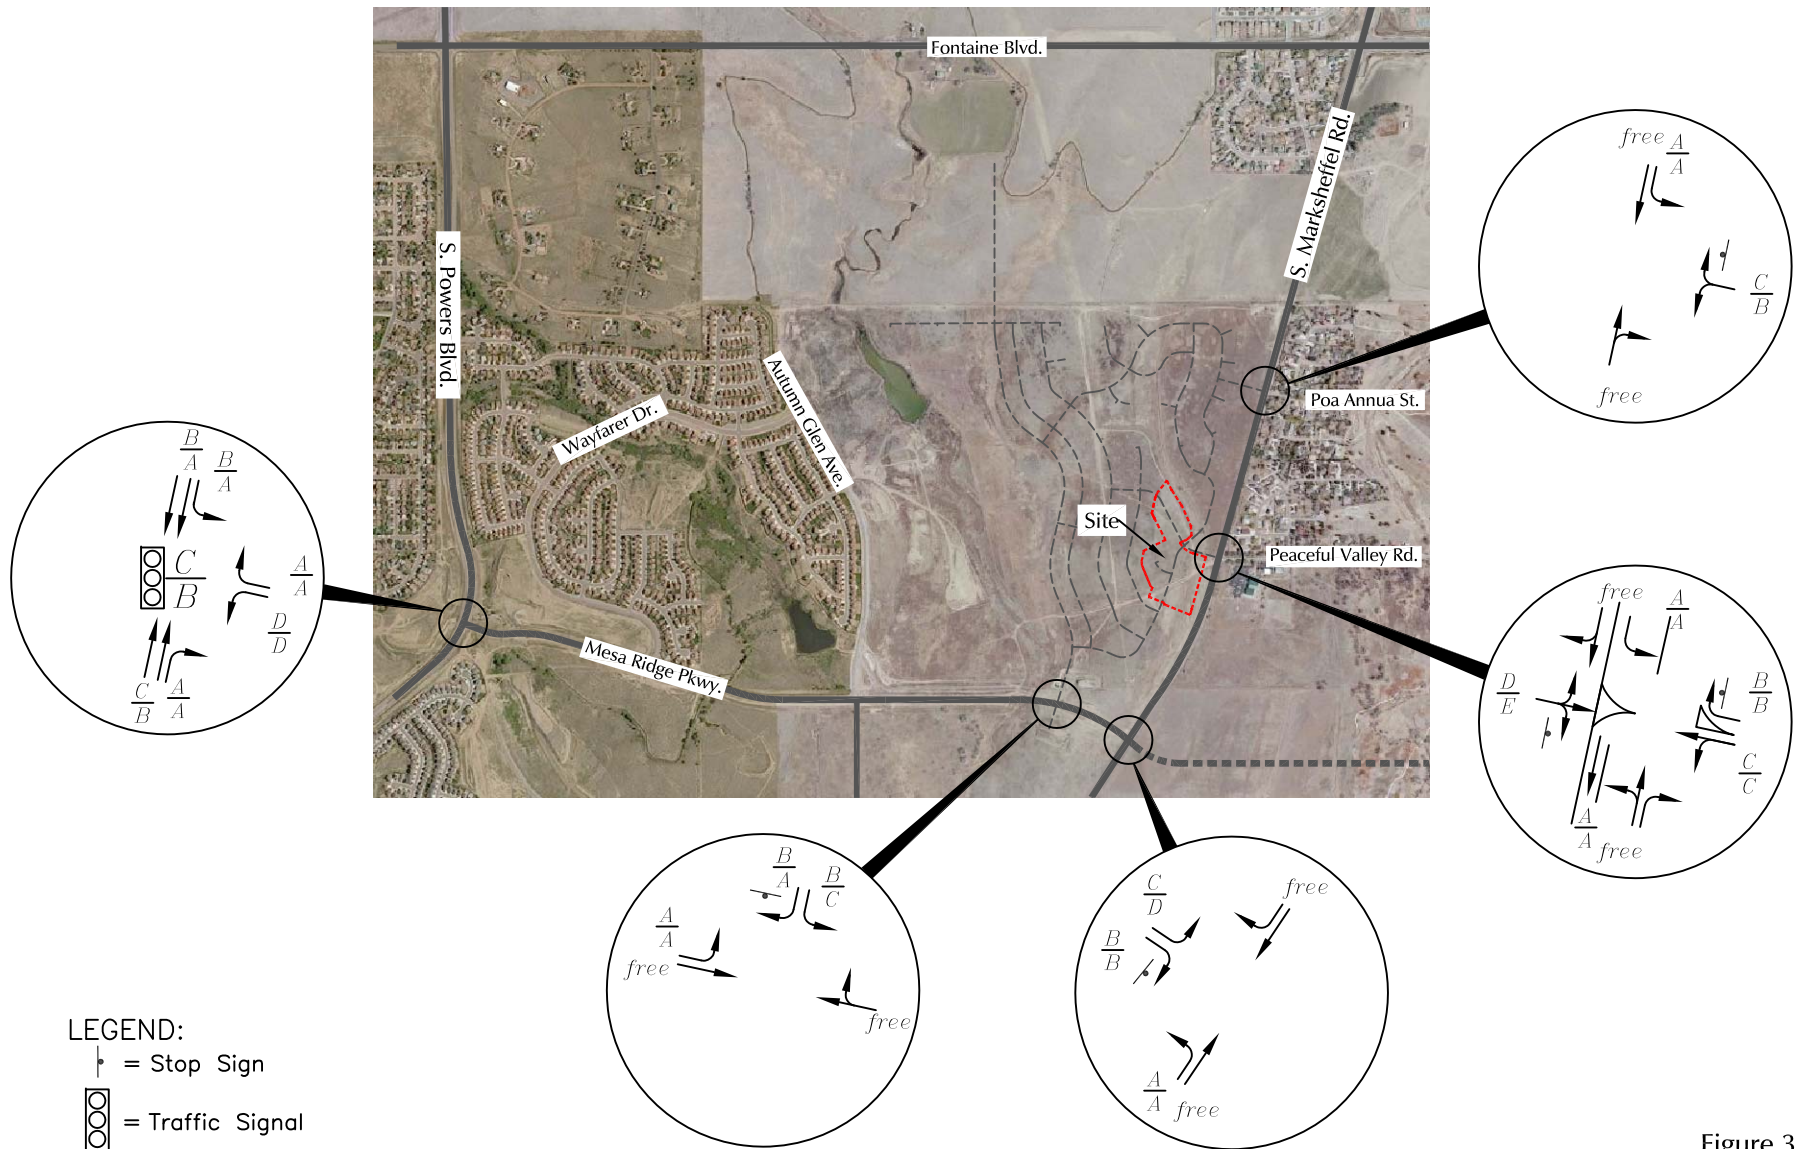 Fontaine Blvd.
S. Marksheffel Rd.
S. Powers Blvd.
Wayfarer Dr.
Autumn Glen Ave.
Poa Annua St.
Site
Peaceful Valley Rd.
Mesa Ridge Pkwy.
free
A
A
C
B
free
B
A
B
A
C
B
A
A
D
D
C
B
A
A
free
A
A
D
E
B
B
C
C
A
A
free
B
A
B
C
A
A
free
free
C
D
free
B
B
A
A
free
LEGEND:
= Stop Sign
= Traffic Signal
Figure 3